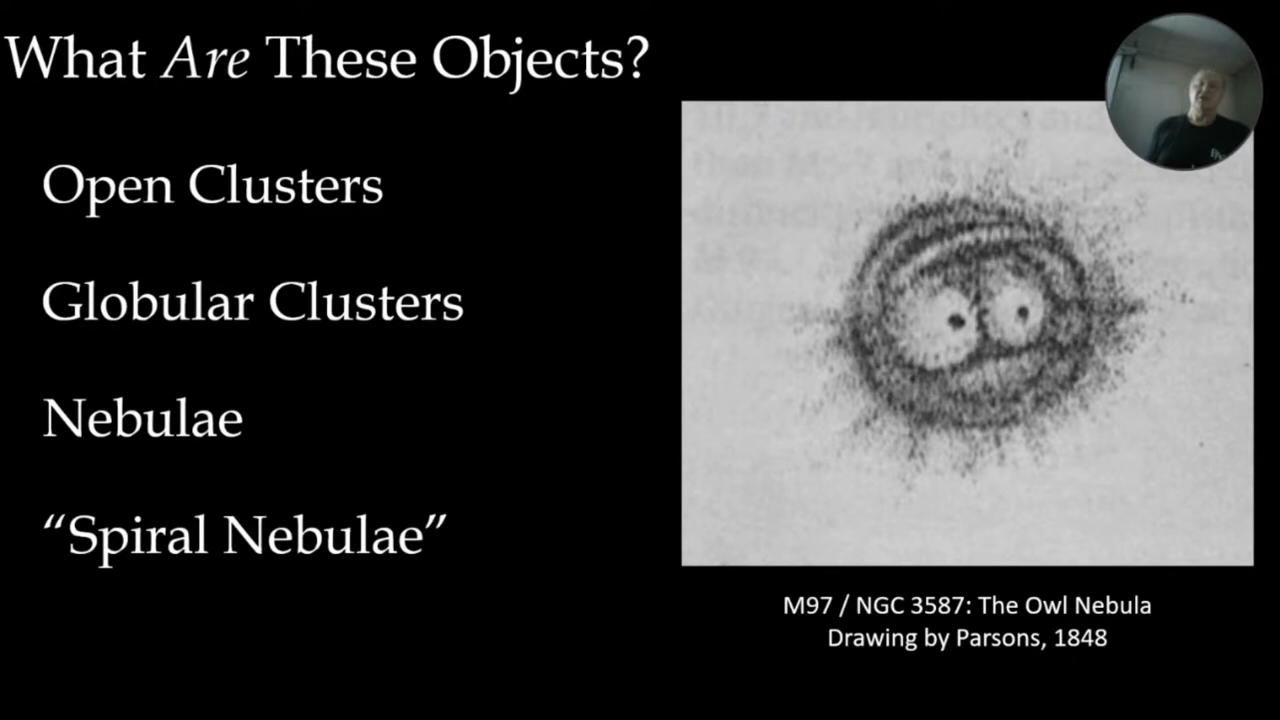 What Are These Objects?
Open Clusters
Globular Clusters
Nebulae
“Spiral Nebulae”
M97 / NGC 3587: The Owl Nebula
Drawing by Parsons, 1848